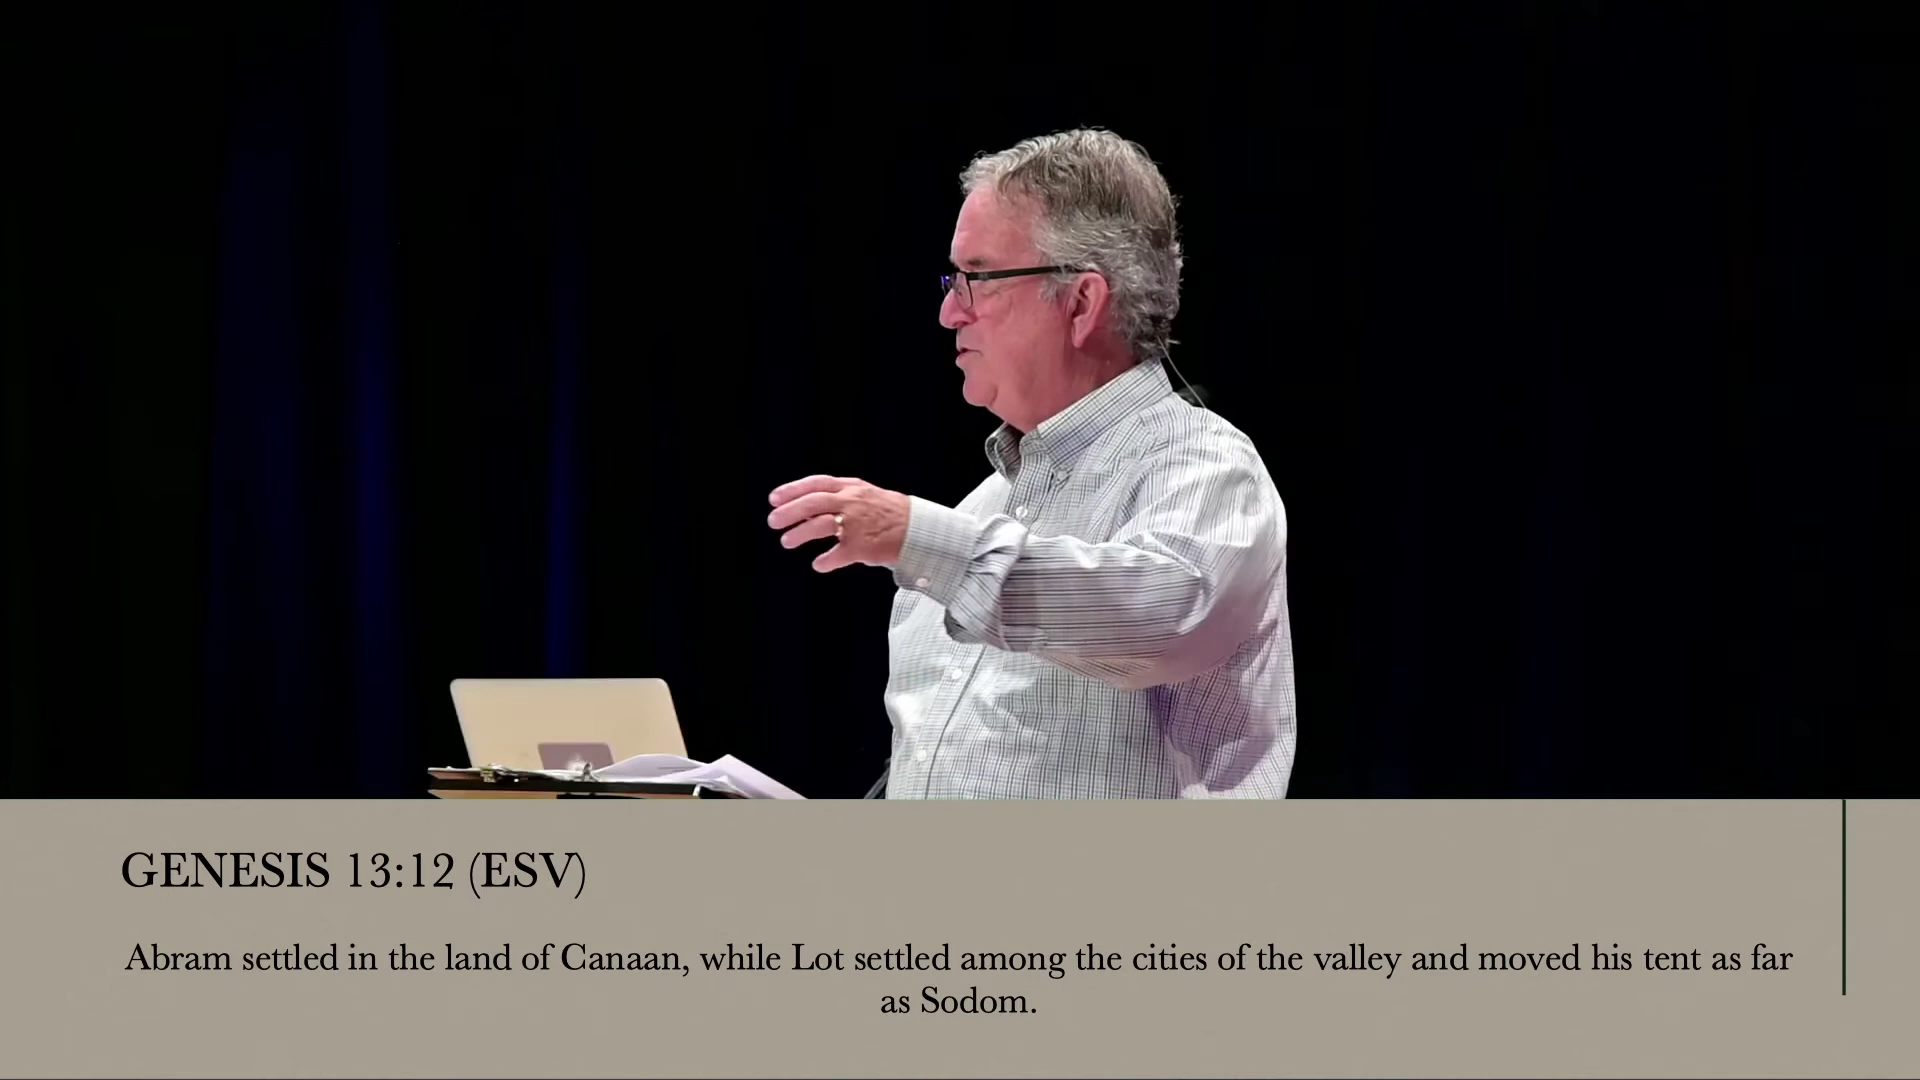 GENESIS 13:12 (ESV)
Abram settled in the land of Canaan, while Lot settled among the cities of the valley and moved his tent as far
as Sodom.